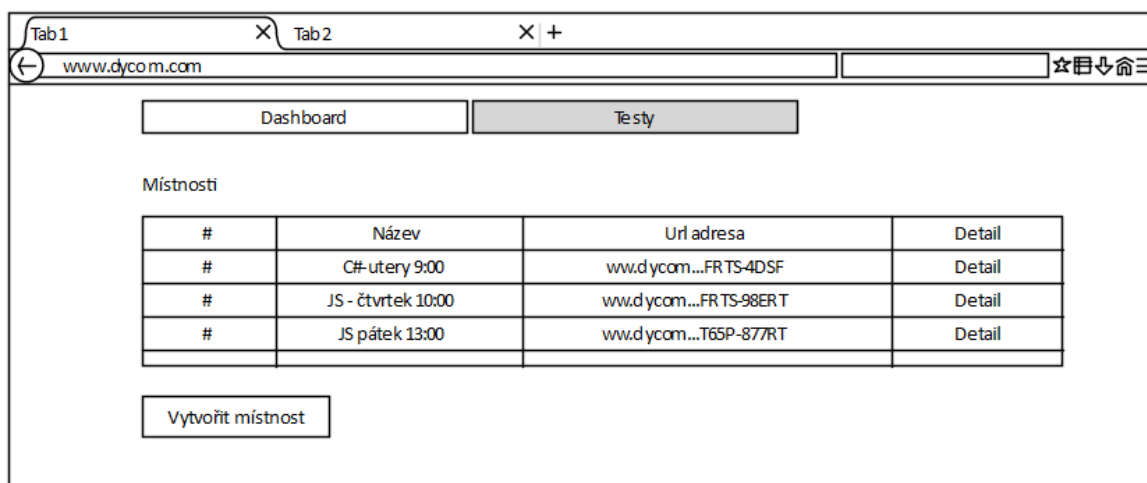 Tab 1 Tab 2
www.dycom.com
Dashboard Testy
Místnosti
# Název Url adresa Detail
# C#-utery 9:00 ww.dycom...FRTS-4DSF Detail
# JS - čtvrtek 10:00 ww.dycom...FRTS-98ERT Detail
# JS pátek 13:00 ww.dycom...T65P-877RT Detail
Vytvořit místnost